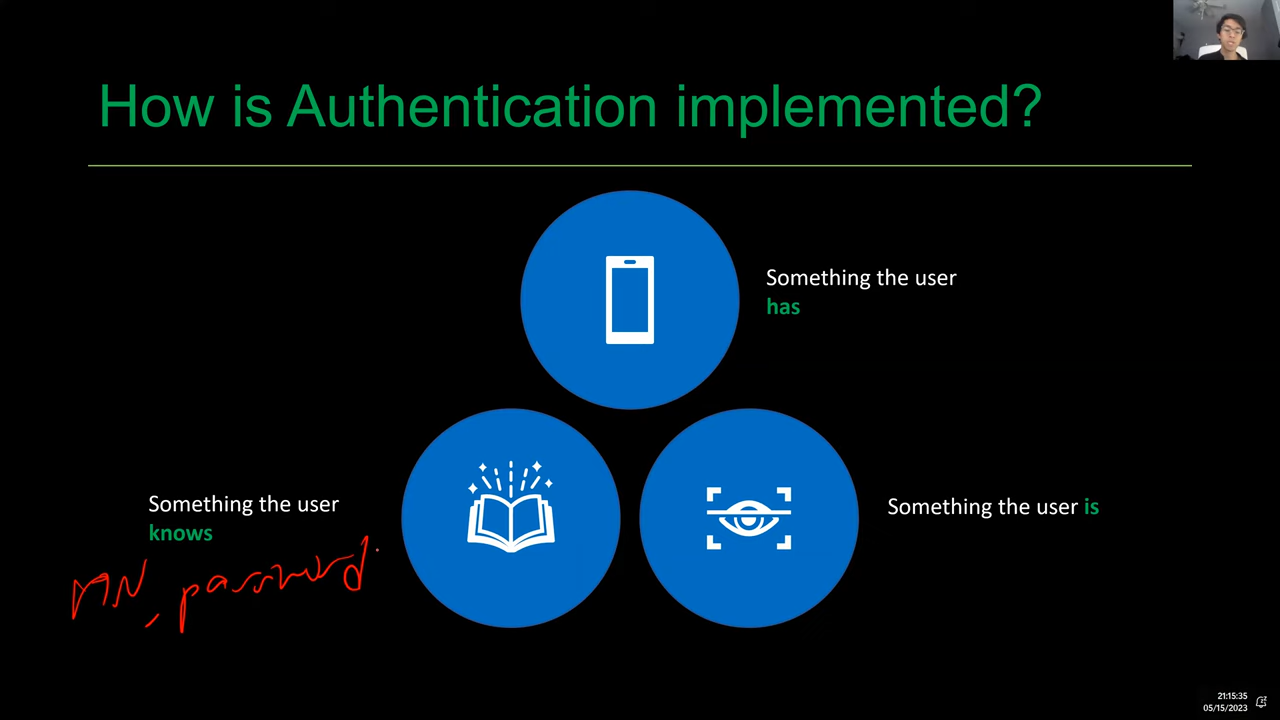 How is Authentication implemented?
Something the user
has
Something the user
knows
Something the user is
PIN, password
21:15:35
05/15/2023